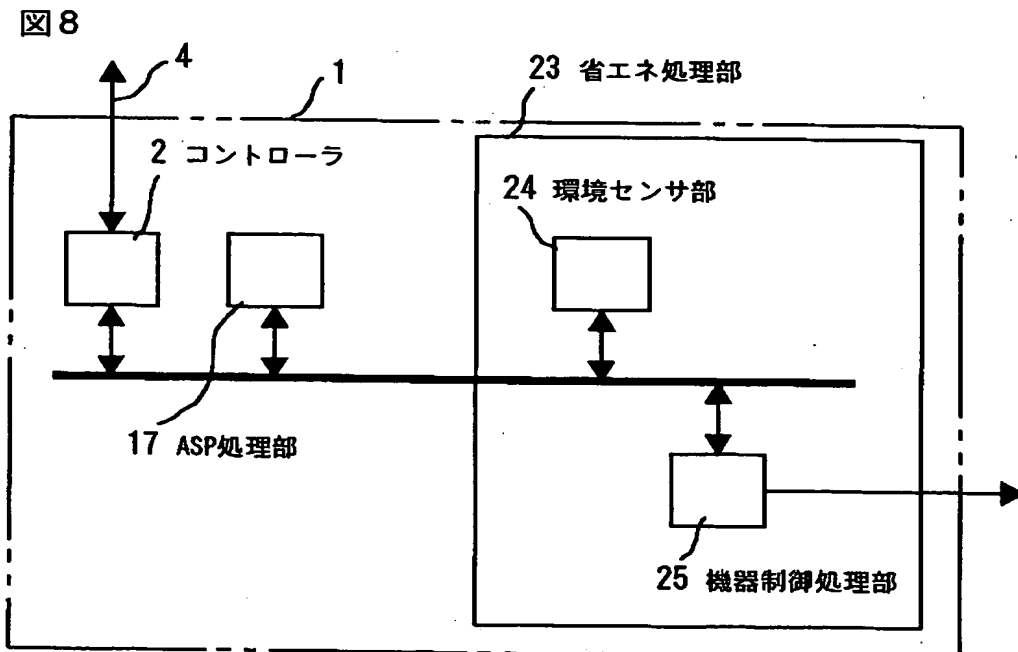 図8
4
1
23 省エネ処理部
2 コントローラ
24 環境センサ部
17 ASP処理部
25 機器制御処理部